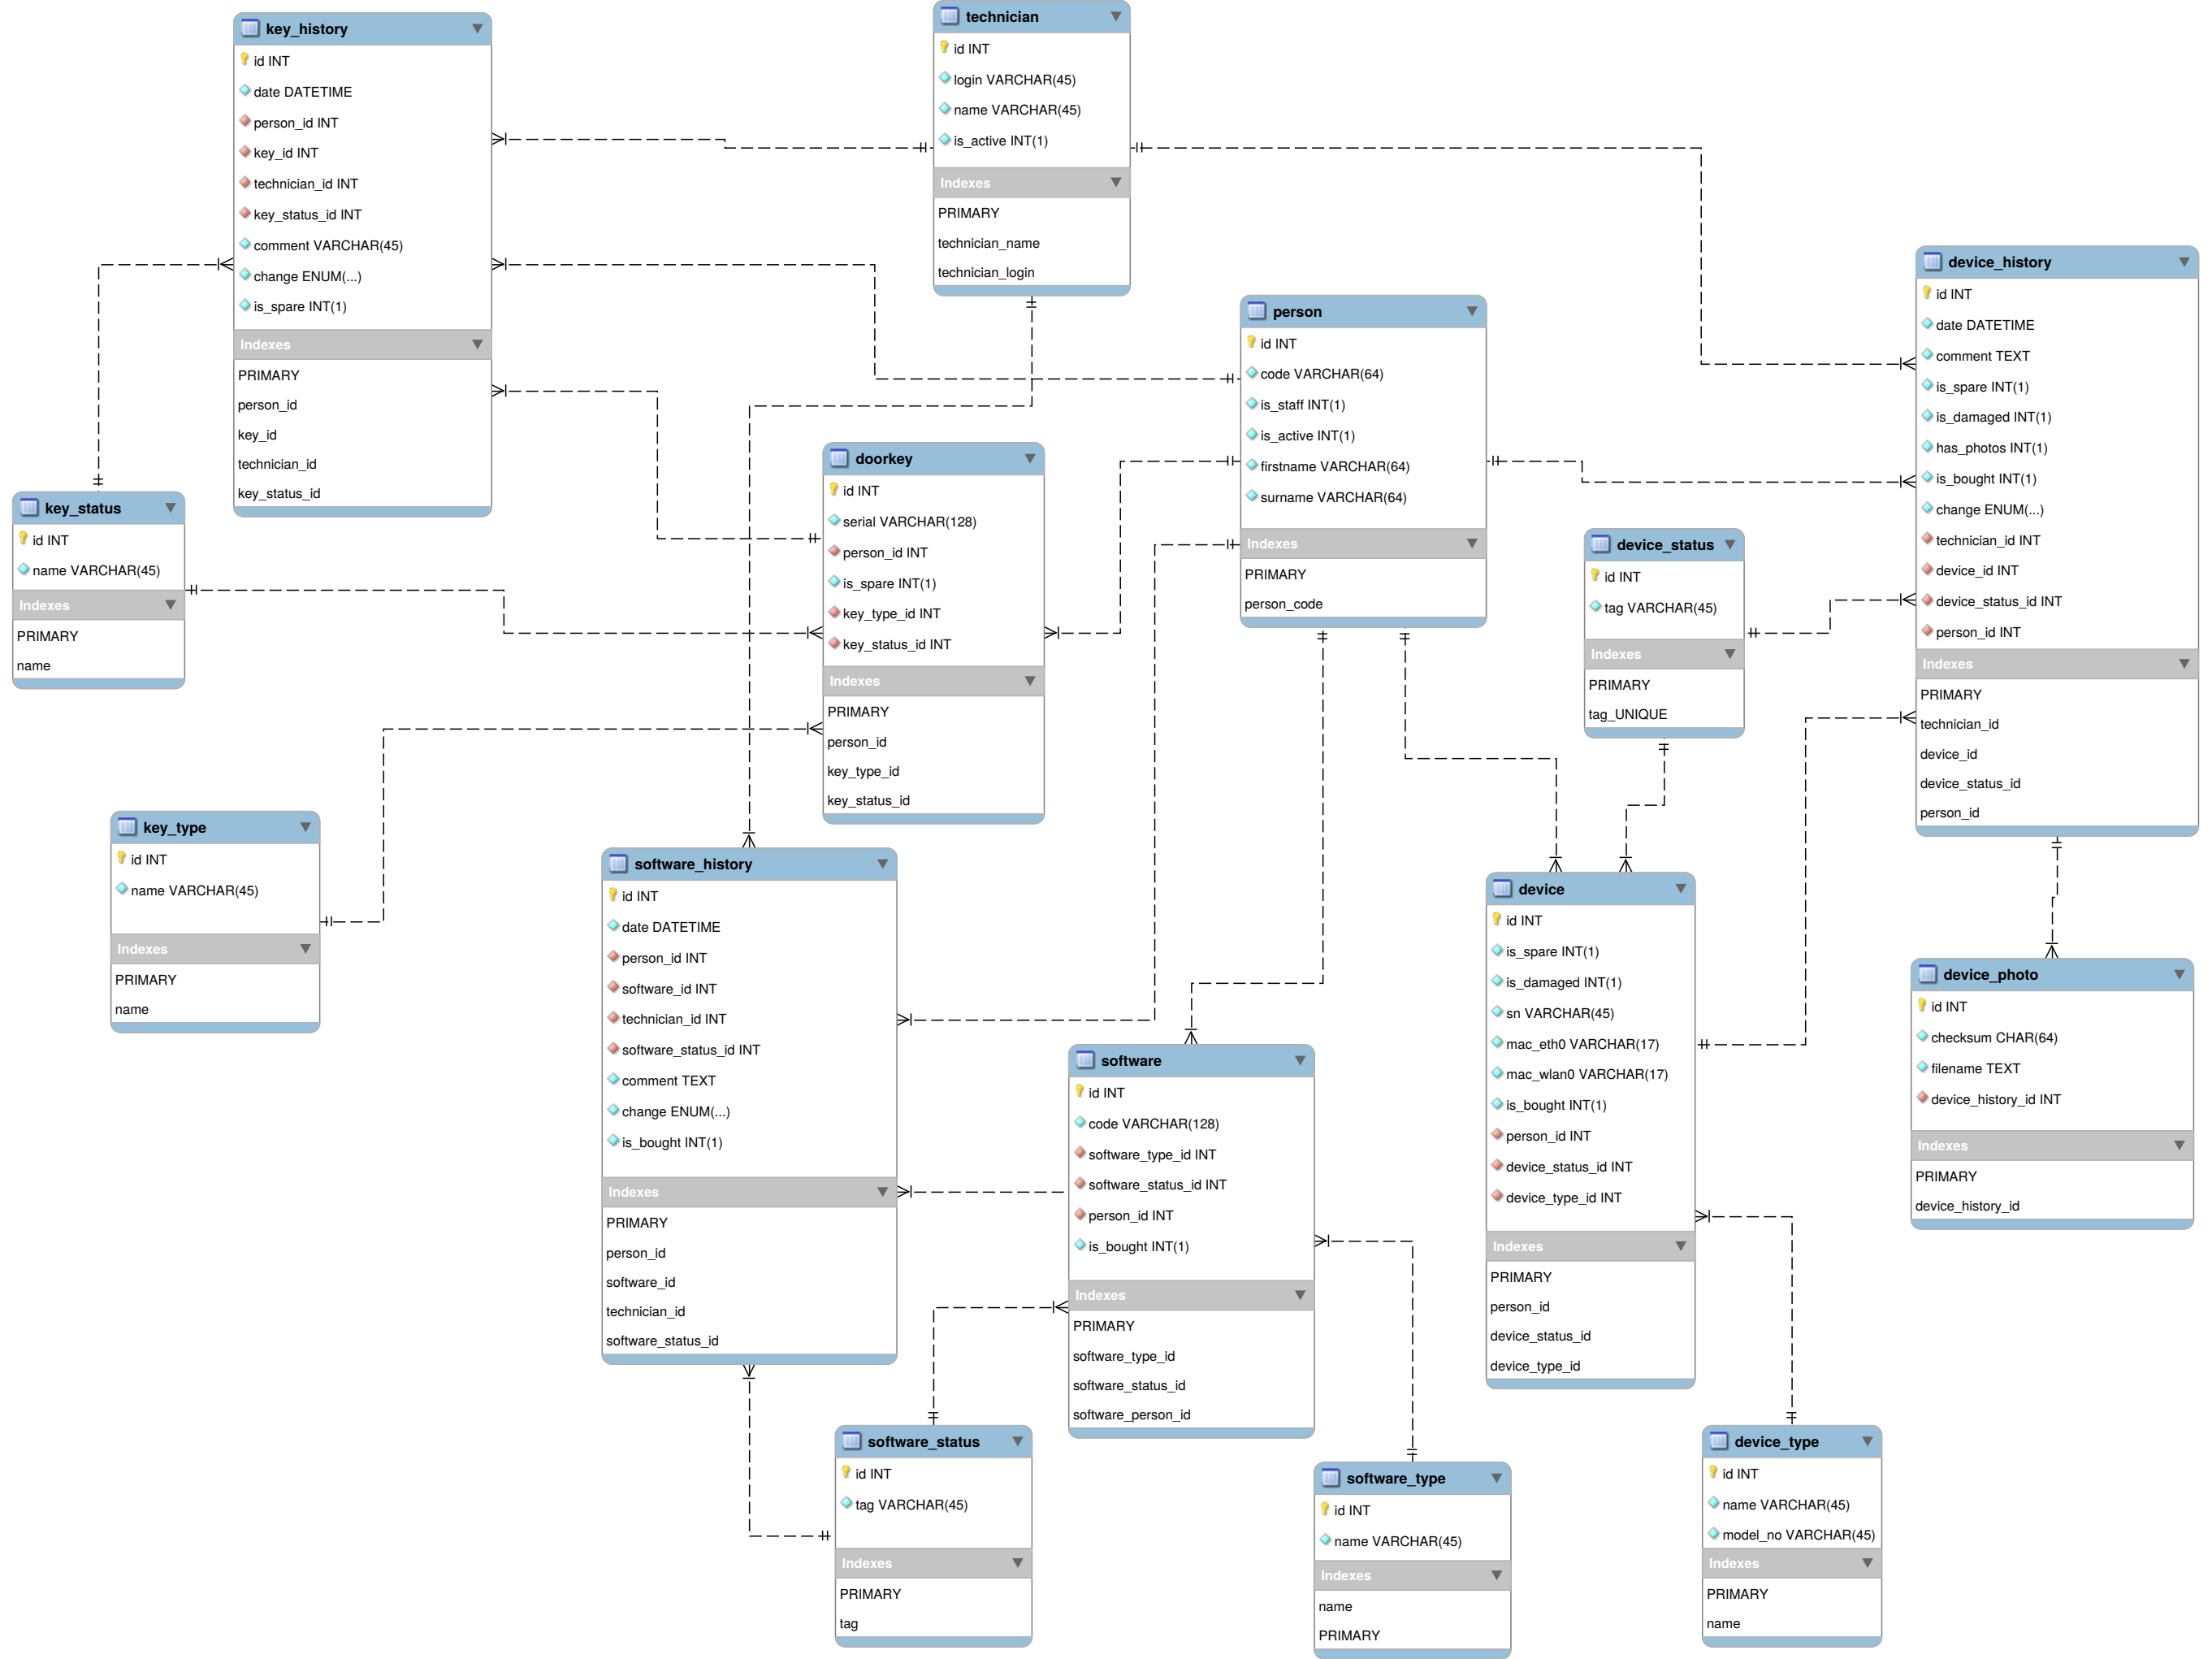 key_history
id INT
date DATETIME
person_id INT
key_id INT
technician_id INT
key_status_id INT
comment VARCHAR(45)
change ENUM(...)
is_spare INT(1)
Indexes
PRIMARY
person_id
key_id
technician_id
key_status_id
technician
id INT
login VARCHAR(45)
name VARCHAR(45)
is_active INT(1)
Indexes
PRIMARY
technician_name
technician_login
person
id INT
code VARCHAR(64)
is_staff INT(1)
is_active INT(1)
firstname VARCHAR(64)
surname VARCHAR(64)
Indexes
PRIMARY
person_code
device_history
id INT
date DATETIME
comment TEXT
is_spare INT(1)
is_damaged INT(1)
has_photos INT(1)
is_bought INT(1)
change ENUM(...)
technician_id INT
device_id INT
device_status_id INT
person_id INT
Indexes
PRIMARY
technician_id
device_id
device_status_id
person_id
key_status
id INT
name VARCHAR(45)
Indexes
PRIMARY
name
doorkey
id INT
serial VARCHAR(128)
person_id INT
is_spare INT(1)
key_type_id INT
key_status_id INT
Indexes
PRIMARY
person_id
key_type_id
key_status_id
device_status
id INT
tag VARCHAR(45)
Indexes
PRIMARY
tag_UNIQUE
key_type
id INT
name VARCHAR(45)
Indexes
PRIMARY
name
software_history
id INT
date DATETIME
person_id INT
software_id INT
technician_id INT
software_status_id INT
comment TEXT
change ENUM(...)
is_bought INT(1)
Indexes
PRIMARY
person_id
software_id
technician_id
software_status_id
software
id INT
code VARCHAR(128)
software_type_id INT
software_status_id INT
person_id INT
is_bought INT(1)
Indexes
PRIMARY
software_type_id
software_status_id
software_person_id
device
id INT
is_spare INT(1)
is_damaged INT(1)
sn VARCHAR(45)
mac_eth0 VARCHAR(17)
mac_wlan0 VARCHAR(17)
is_bought INT(1)
person_id INT
device_status_id INT
device_type_id INT
Indexes
PRIMARY
person_id
device_status_id
device_type_id
device_photo
id INT
checksum CHAR(64)
filename TEXT
device_history_id INT
Indexes
PRIMARY
device_history_id
software_status
id INT
tag VARCHAR(45)
Indexes
PRIMARY
tag
software_type
id INT
name VARCHAR(45)
Indexes
name
PRIMARY
device_type
id INT
name VARCHAR(45)
model_no VARCHAR(45)
Indexes
PRIMARY
name